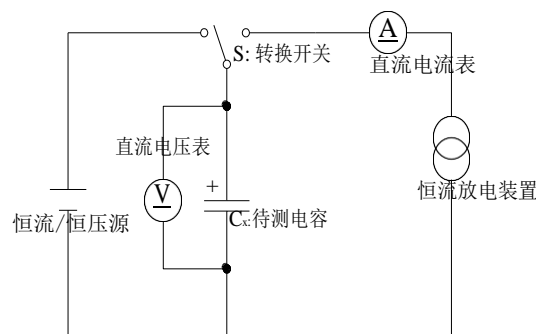 S: 转换开关
A
直流电流表
直流电压表
V
+
Cx:待测电容
恒流/恒压源
恒流放电装置